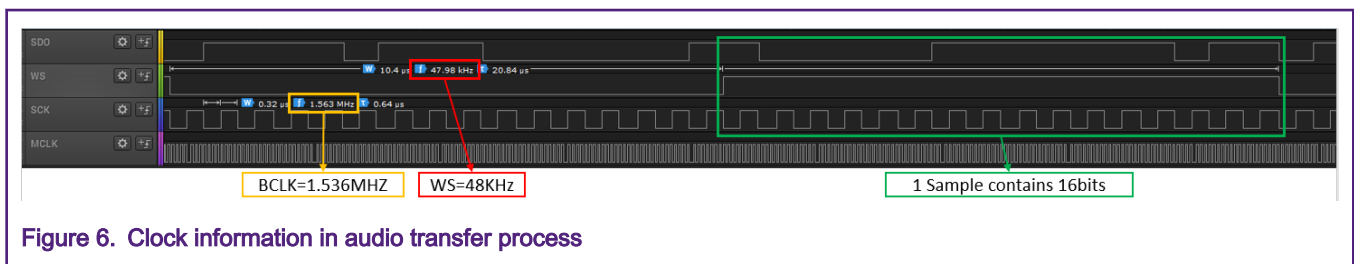 SDO
WS
W 10.4 µs f 47.98 kHz T 20.84 µs
SCK
W 0.32 µs f 1.563 MHz T 0.64 µs
MCLK
BCLK=1.536MHZ
WS=48KHz
1 Sample contains 16bits
Figure 6. Clock information in audio transfer process